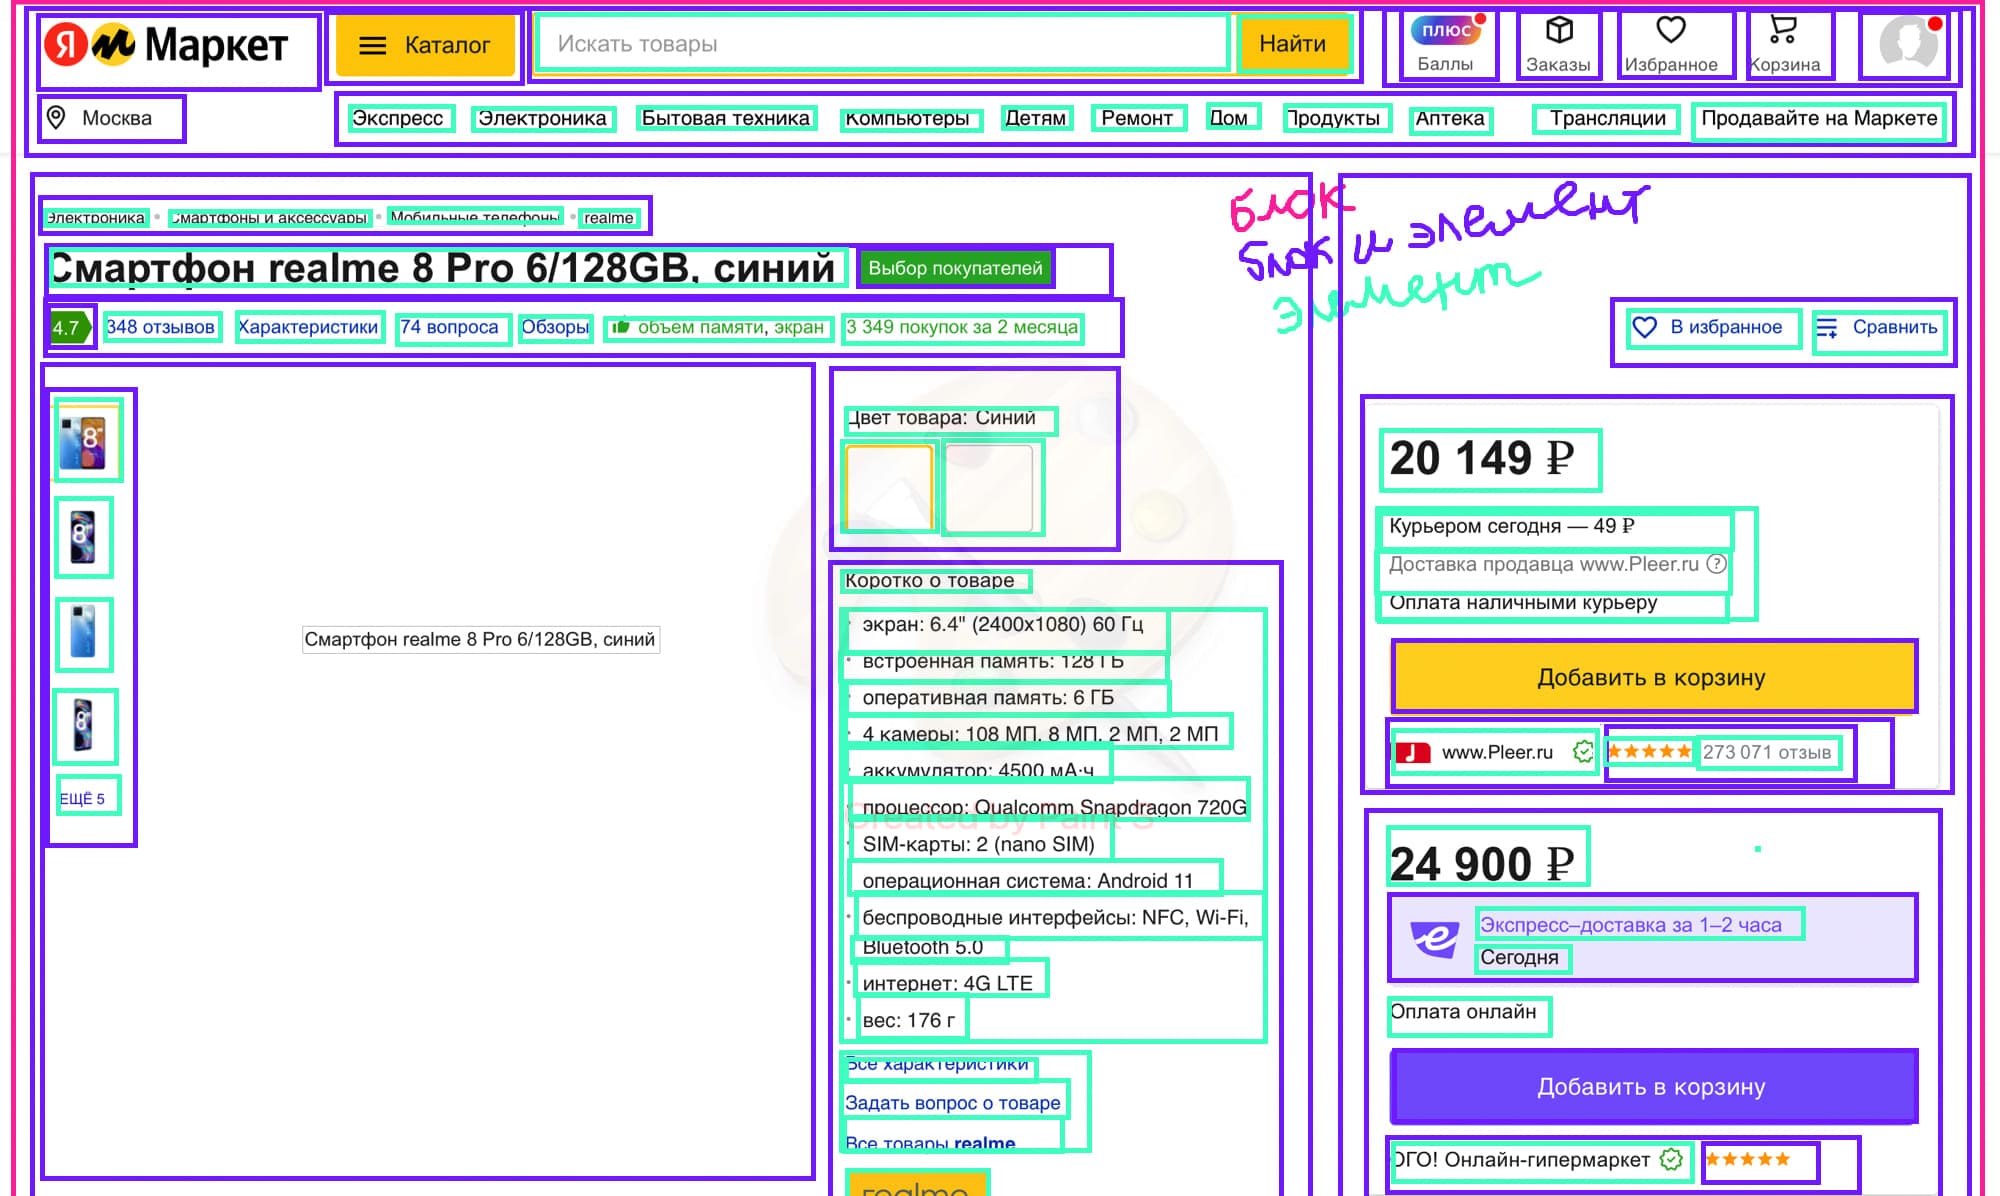 Я Маркет
Каталог
Искать товары
Найти
плюс
Баллы
Заказы
Избранное
Корзина
Москва
Экспресс
Электроника
Бытовая техника
Компьютеры
Детям
Ремонт
Дом
Продукты
Аптека
Трансляции
Продавайте на Маркете
Электроника • Смартфоны и аксессуары • Мобильные телефоны • realme
блок
блок и элемент
элемент
Смартфон realme 8 Pro 6/128GB, синий
Выбор покупателей
4.7
348 отзывов
Характеристики
74 вопроса
Обзоры
объем памяти, экран
3 349 покупок за 2 месяца
В избранное
Сравнить
ЕЩЁ 5
Смартфон realme 8 Pro 6/128GB, синий
Цвет товара: Синий
Коротко о товаре
экран: 6.4" (2400x1080) 60 Гц
встроенная память: 128 ГБ
оперативная память: 6 ГБ
4 камеры: 108 МП, 8 МП, 2 МП, 2 МП
аккумулятор: 4500 мА·ч
процессор: Qualcomm Snapdragon 720G
Created by Paint S
SIM-карты: 2 (nano SIM)
операционная система: Android 11
беспроводные интерфейсы: NFC, Wi-Fi,
Bluetooth 5.0
интернет: 4G LTE
вес: 176 г
Все характеристики
Задать вопрос о товаре
Все товары realme
realme
20 149 ₽
Курьером сегодня — 49 ₽
Доставка продавца www.Pleer.ru ?
Оплата наличными курьеру
Добавить в корзину
www.Pleer.ru
273 071 отзыв
24 900 ₽
Экспресс–доставка за 1–2 часа
Сегодня
Оплата онлайн
Добавить в корзину
ОГО! Онлайн-гипермаркет